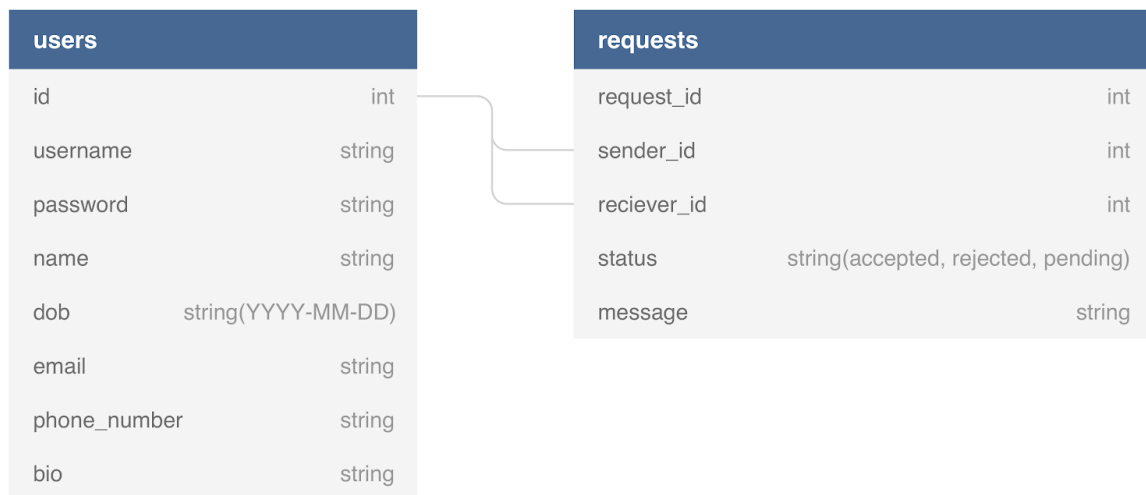 users
id int
username string
password string
name string
dob string(YYYY-MM-DD)
email string
phone_number string
bio string
requests
request_id int
sender_id int
reciever_id int
status string(accepted, rejected, pending)
message string